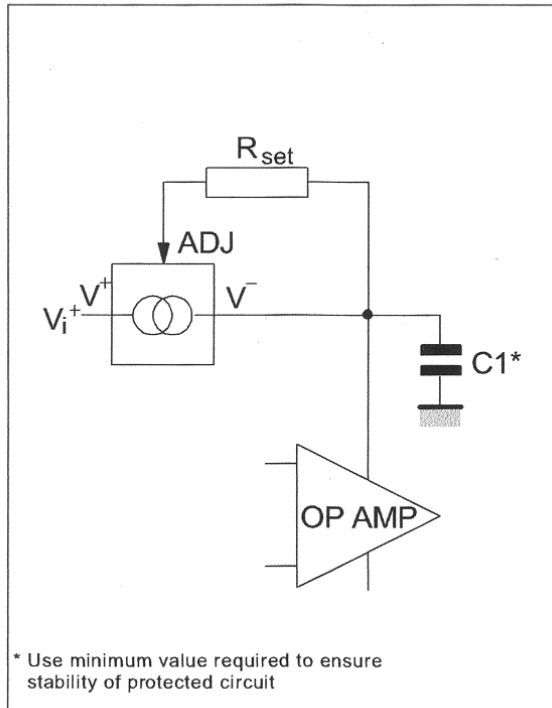 Rset
ADJ
V+
V−
Vi+
C1*
OP AMP
* Use minimum value required to ensure
stability of protected circuit